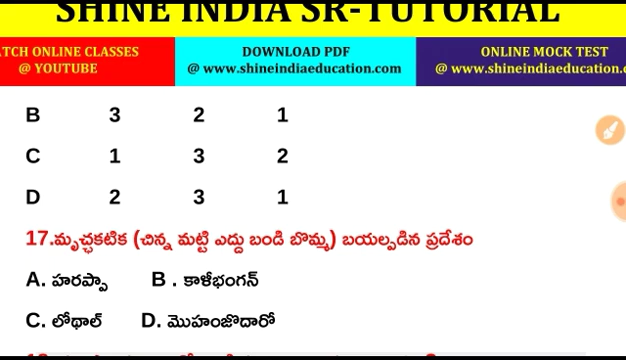 SHINE INDIA SR-TUTORIAL
TCH ONLINE CLASSES
@ YOUTUBE
DOWNLOAD PDF
@ www.shineindiaeducation.com
ONLINE MOCK TEST
@ www.shineindiaeducation.c
B 3 2 1
C 1 3 2
D 2 3 1
17.మృచ్ఛకటిక (చిన్న మట్టి ఎద్దు బండి బొమ్మ) బయల్పడిన ప్రదేశం
A. హరప్పా B . కాళీభంగన్
C. లోథాల్ D. మొహంజొదారో